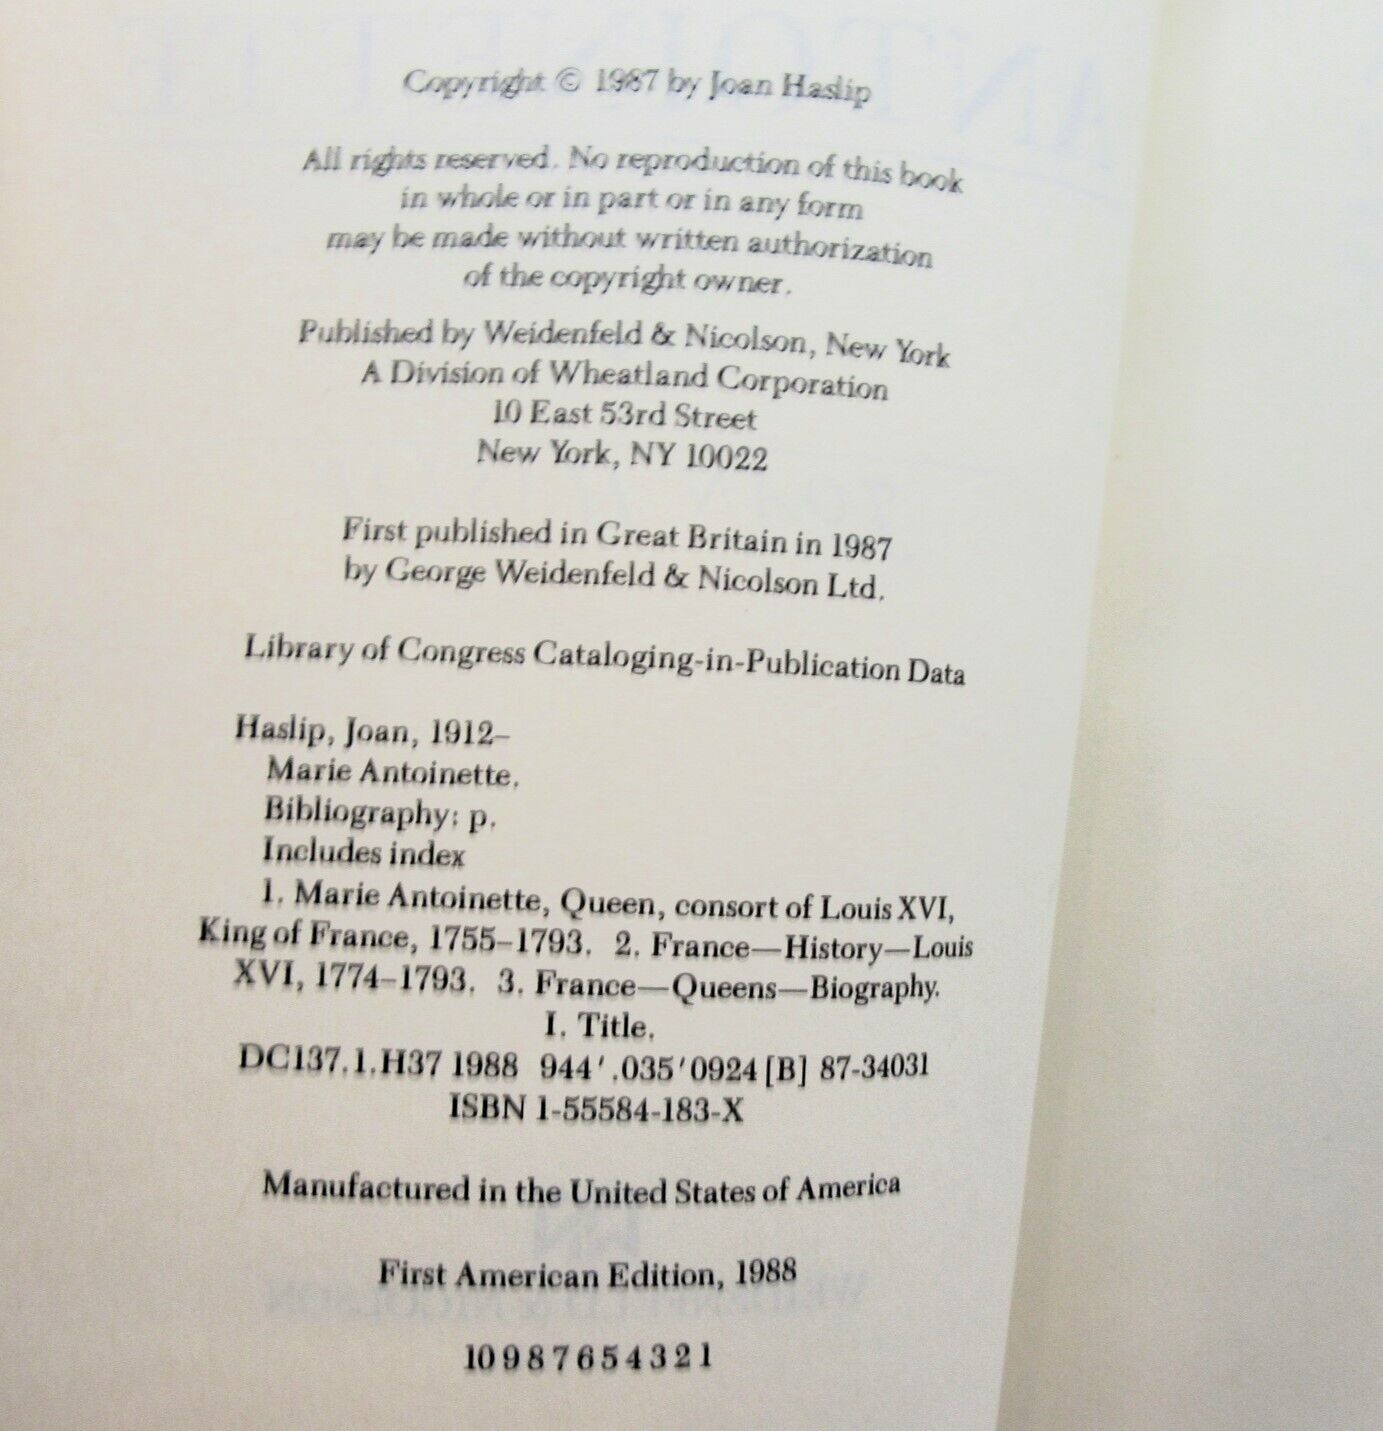 Copyright © 1987 by Joan Haslip
All rights reserved. No reproduction of this book
in whole or in part or in any form
may be made without written authorization
of the copyright owner.
Published by Weidenfeld & Nicolson, New York
A Division of Wheatland Corporation
10 East 53rd Street
New York, NY 10022
First published in Great Britain in 1987
by George Weidenfeld & Nicolson Ltd.
Library of Congress Cataloging-in-Publication Data
Haslip, Joan, 1912–
Marie Antoinette.
Bibliography: p.
Includes index
1. Marie Antoinette, Queen, consort of Louis XVI,
King of France, 1755–1793. 2. France—History—Louis
XVI, 1774–1793. 3. France—Queens—Biography.
I. Title.
DC137.1.H37 1988 944′.035′0924 [B] 87-34031
ISBN 1-55584-183-X
Manufactured in the United States of America
First American Edition, 1988
10 9 8 7 6 5 4 3 2 1